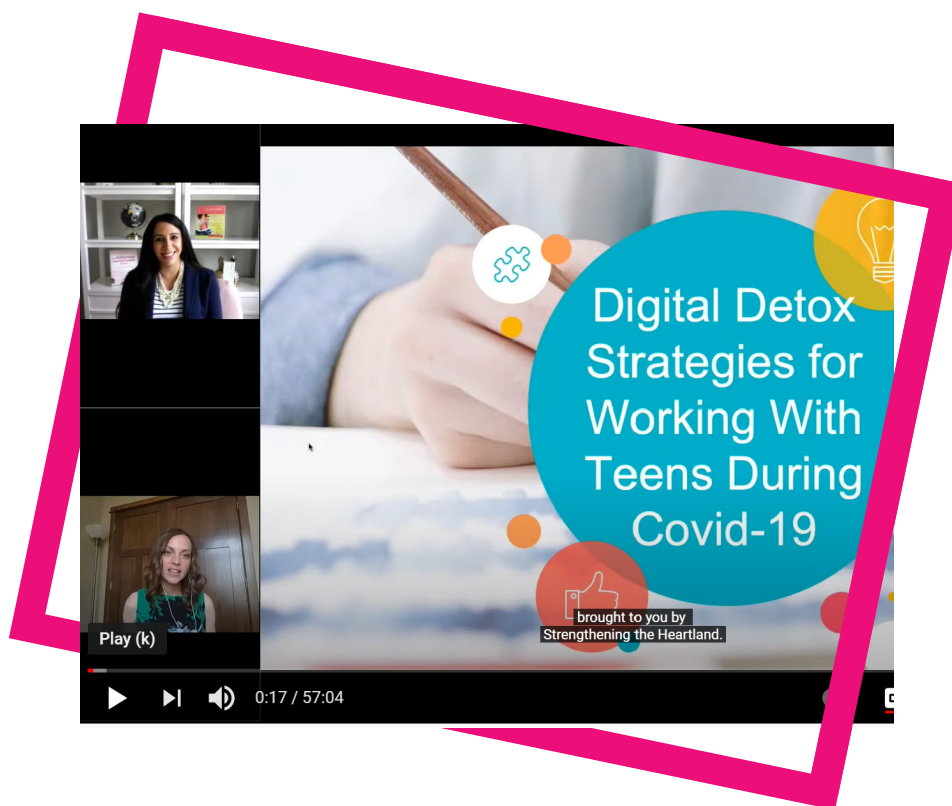 Digital Detox
Strategies for
Working With
Teens During
Covid-19
brought to you by
Strengthening the Heartland.
Play (k)
0:17 / 57:04